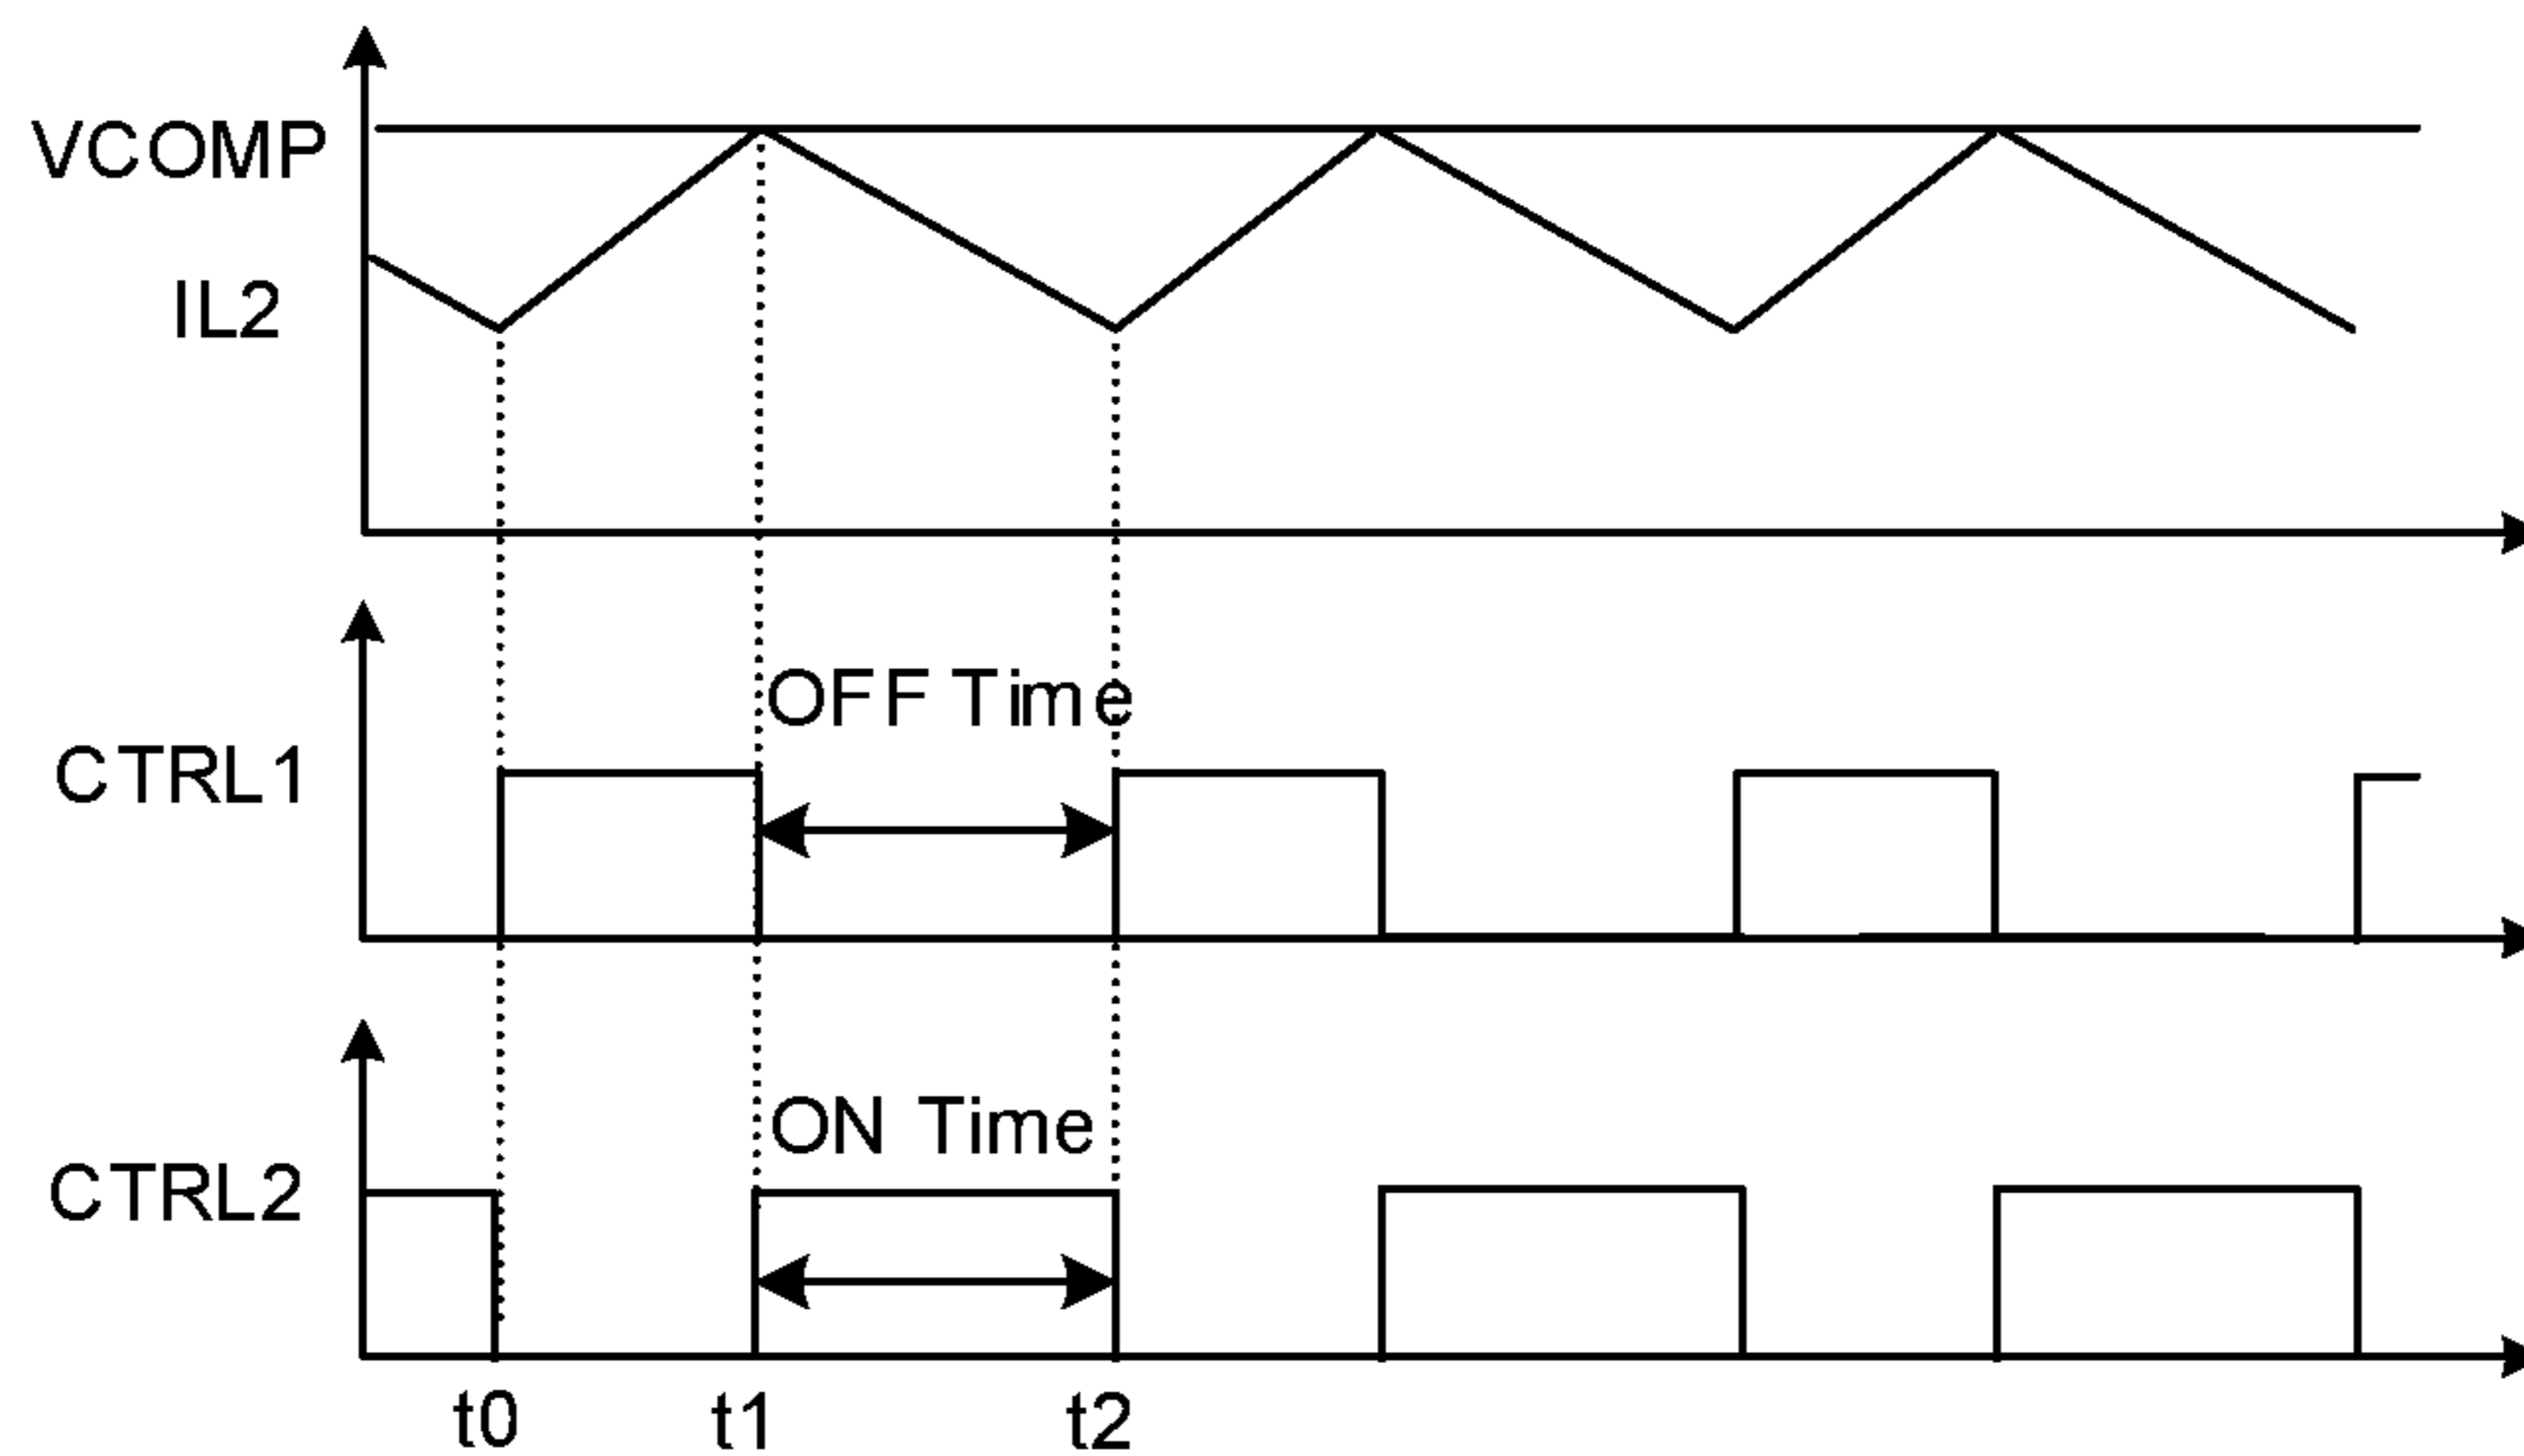 VCOMP
IL2
OFF Time
CTRL1
ON Time
CTRL2
t0 t1 t2